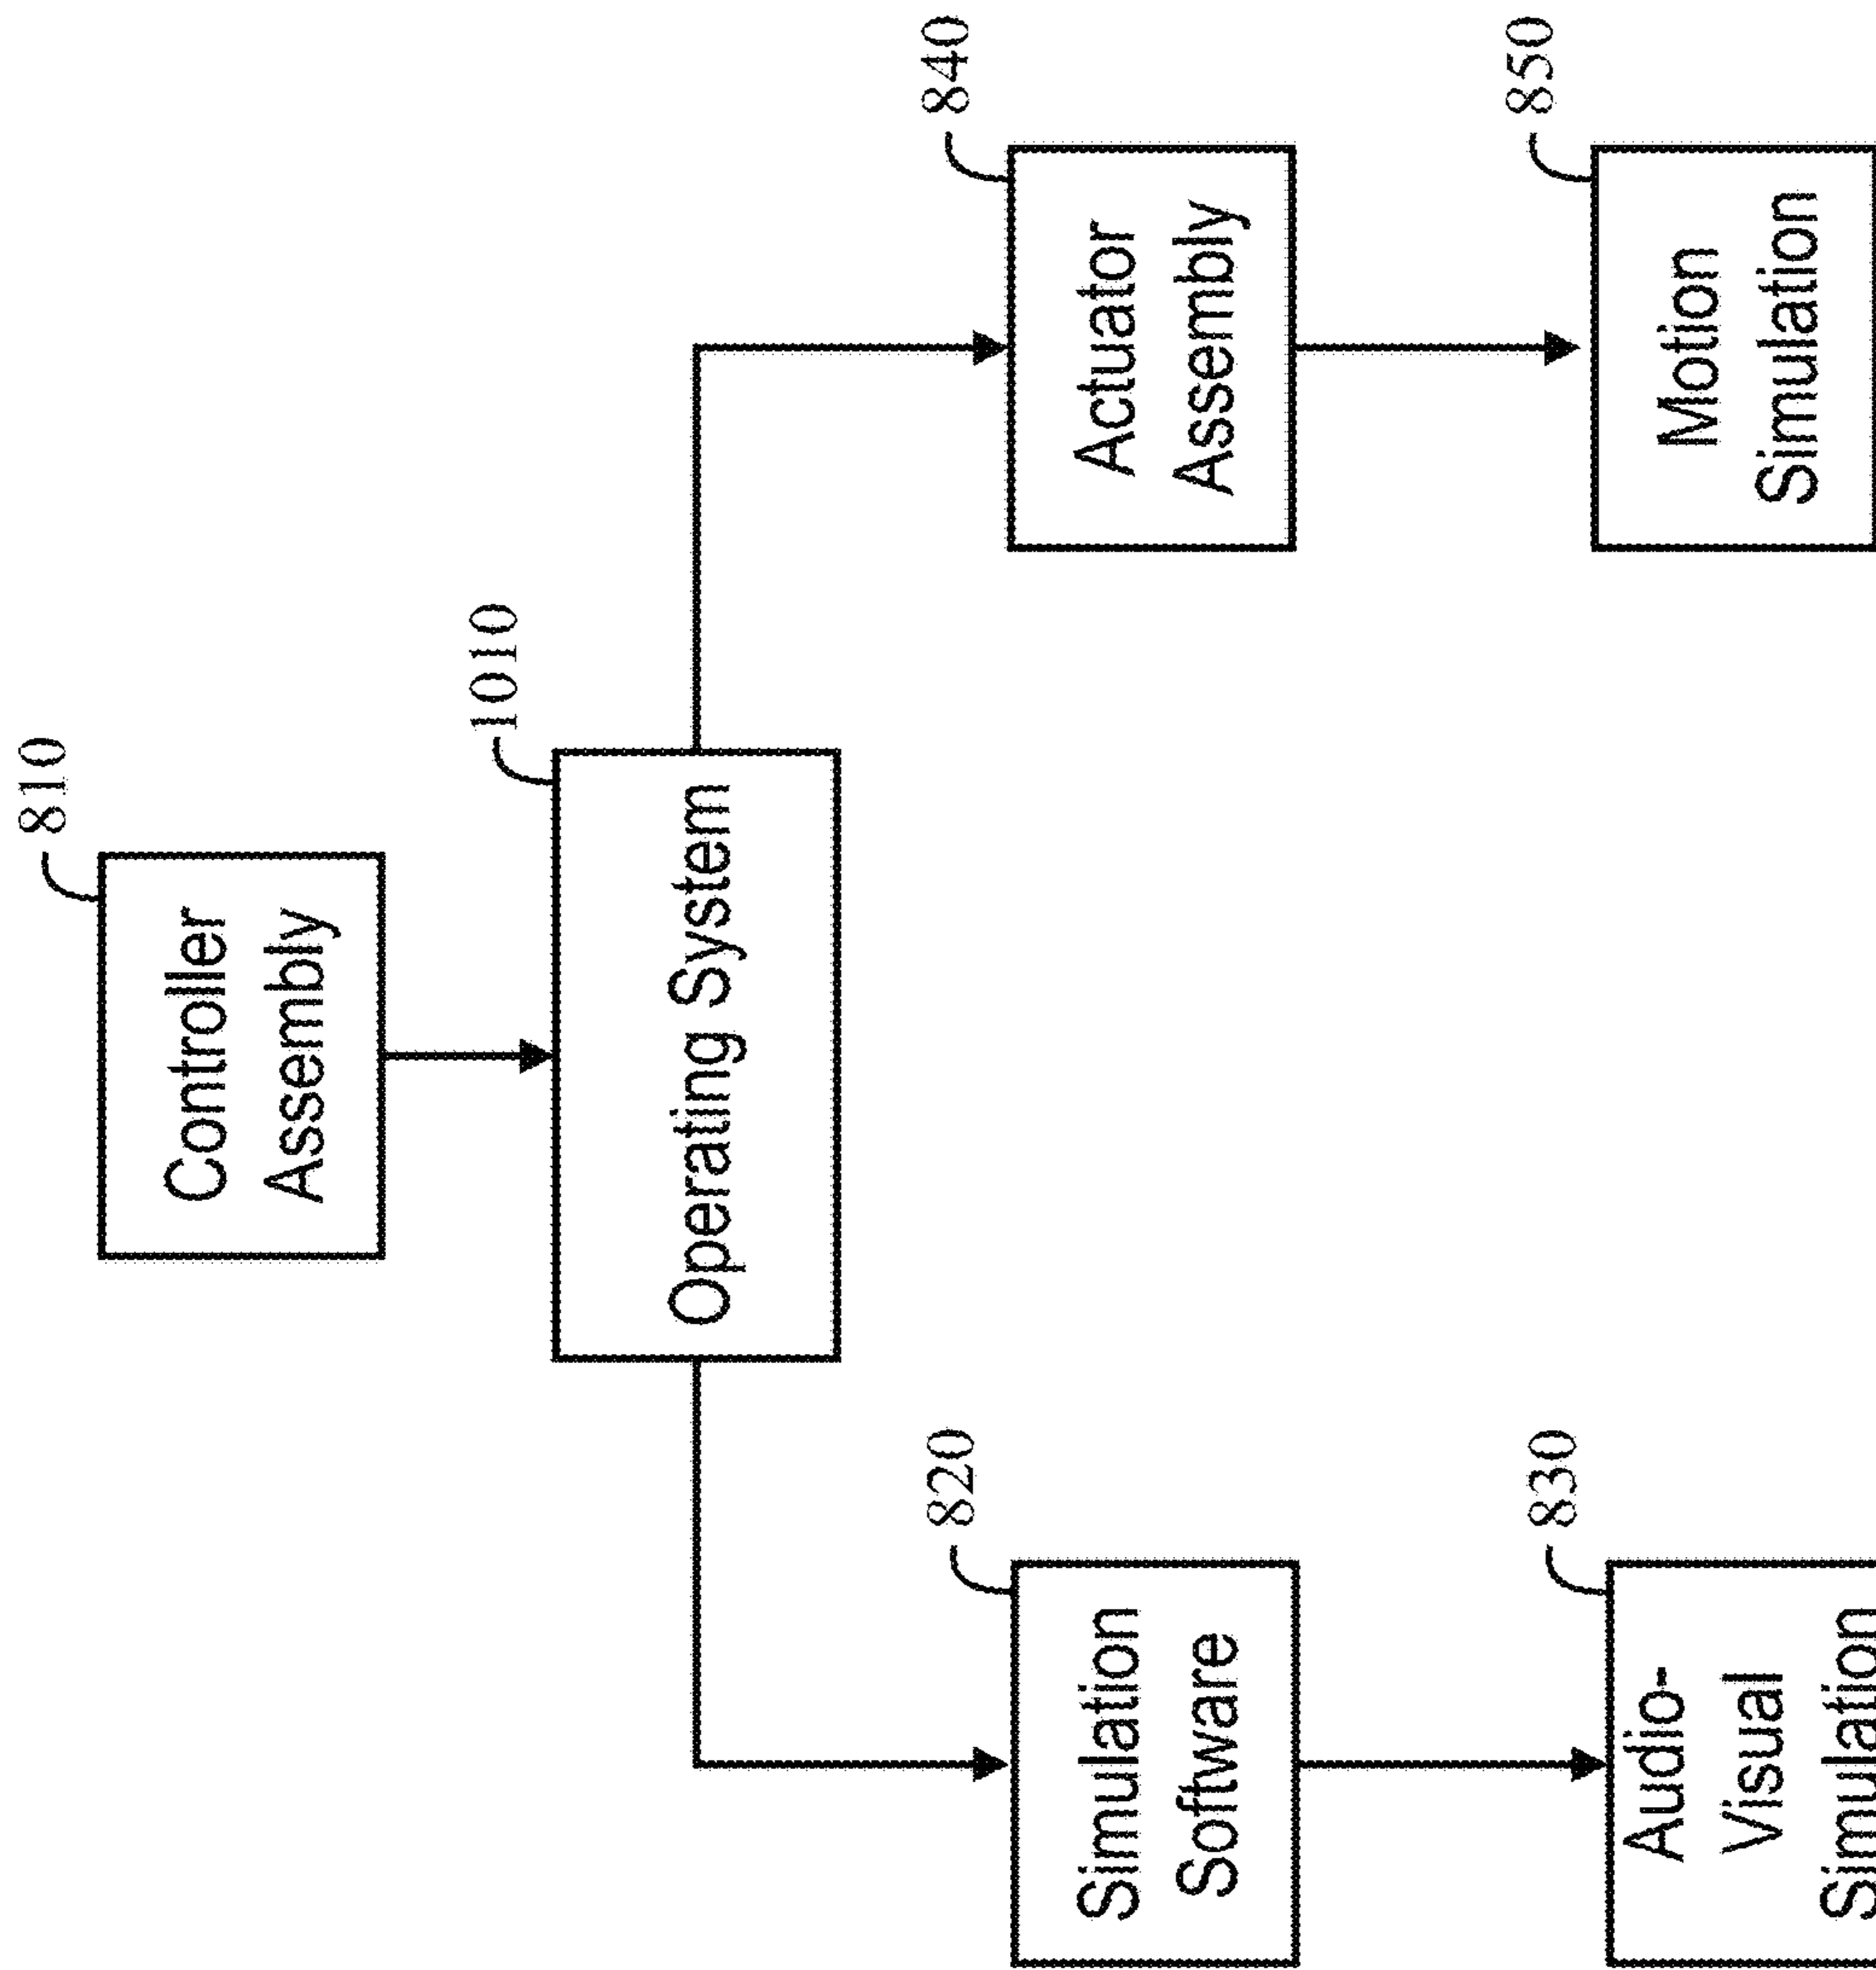 810
Controller
Assembly
1010
Operating System
820
Simulation
Software
840
Actuator
Assembly
830
Audio-
Visual
Simulation
850
Motion
Simulation